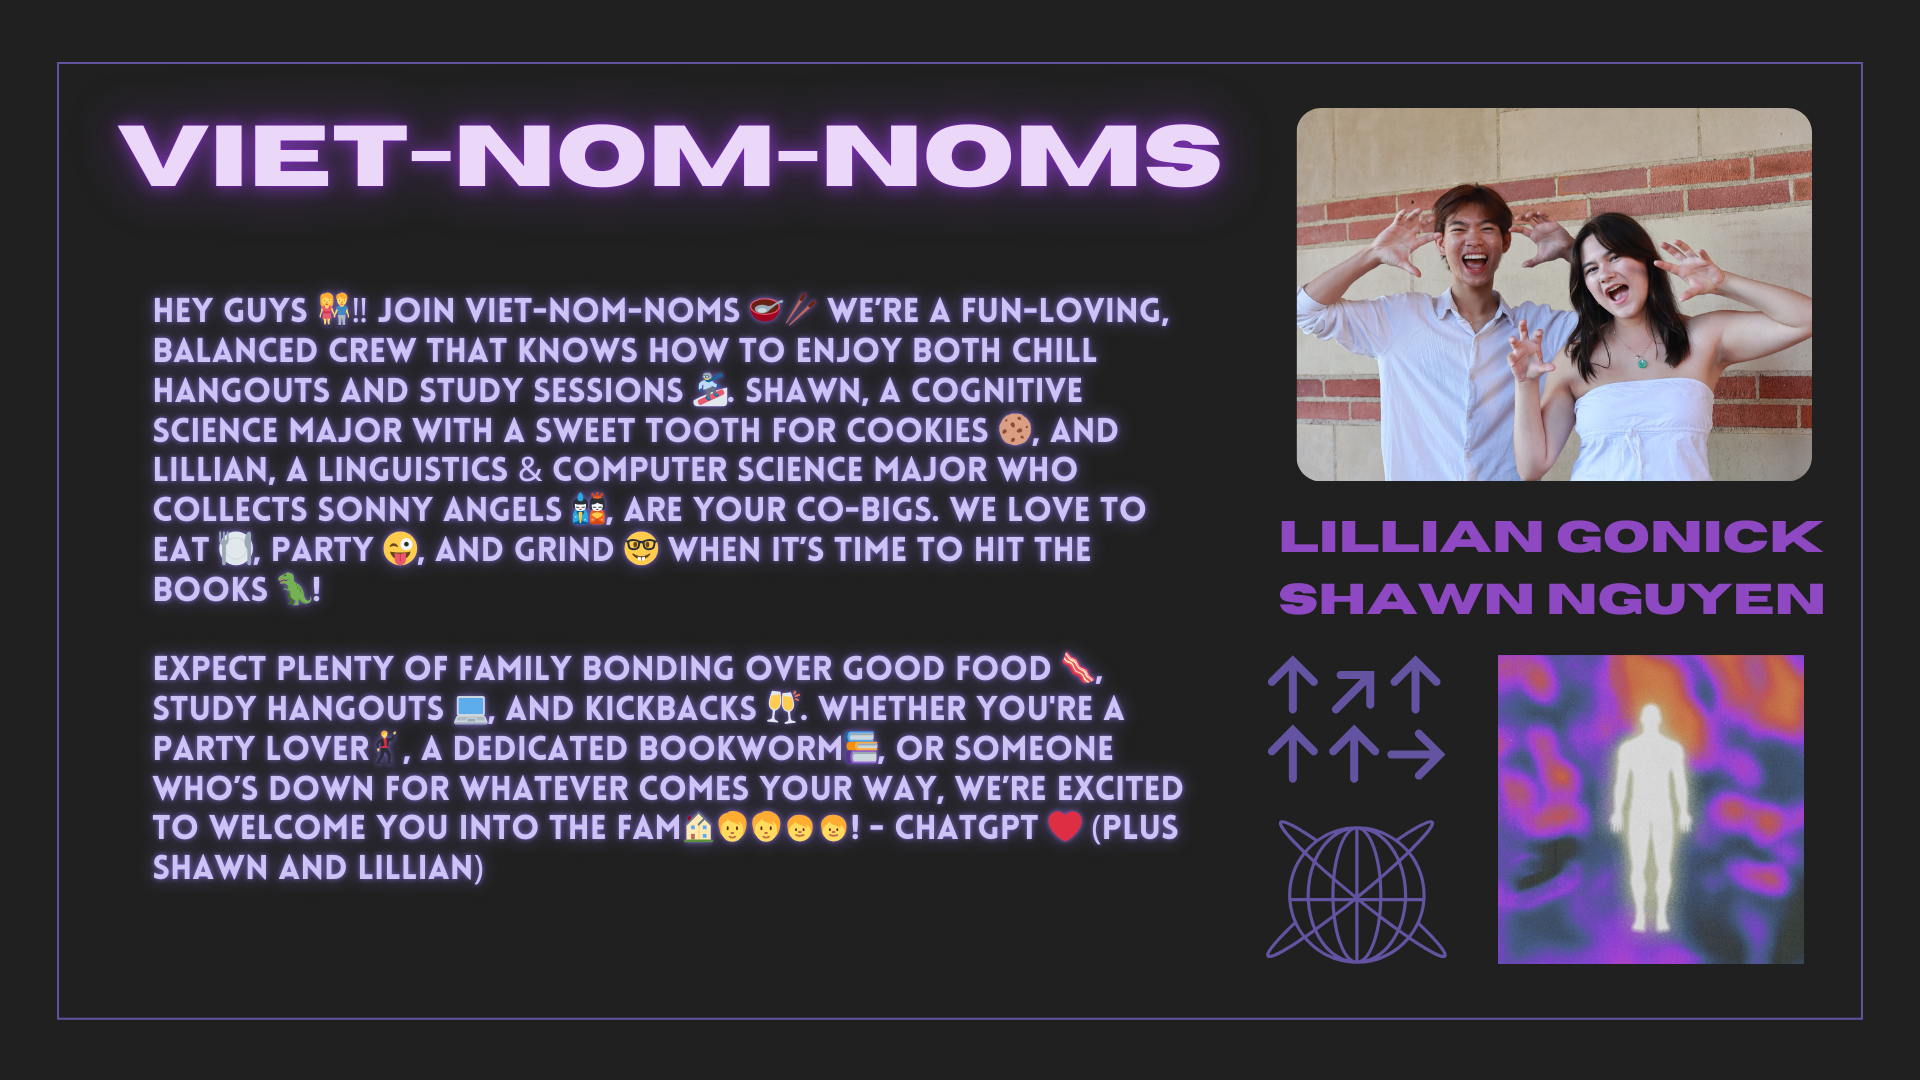 VIET-NOM-NOMS
HEY GUYS 👫!! JOIN VIET-NOM-NOMS 🥣🥢 WE’RE A FUN-LOVING,
BALANCED CREW THAT KNOWS HOW TO ENJOY BOTH CHILL
HANGOUTS AND STUDY SESSIONS 🏂. SHAWN, A COGNITIVE
SCIENCE MAJOR WITH A SWEET TOOTH FOR COOKIES 🍪, AND
LILLIAN, A LINGUISTICS & COMPUTER SCIENCE MAJOR WHO
COLLECTS SONNY ANGELS 🎎, ARE YOUR CO-BIGS. WE LOVE TO
EAT 🍽️, PARTY 😜, AND GRIND 🤓 WHEN IT’S TIME TO HIT THE
BOOKS 🦖!
EXPECT PLENTY OF FAMILY BONDING OVER GOOD FOOD 🥓,
STUDY HANGOUTS 💻, AND KICKBACKS 🥂. WHETHER YOU'RE A
PARTY LOVER🕺, A DEDICATED BOOKWORM📚, OR SOMEONE
WHO’S DOWN FOR WHATEVER COMES YOUR WAY, WE’RE EXCITED
TO WELCOME YOU INTO THE FAM🏠👨‍👩‍👧‍👦! - CHATGPT ❤️ (PLUS
SHAWN AND LILLIAN)
LILLIAN GONICK
SHAWN NGUYEN